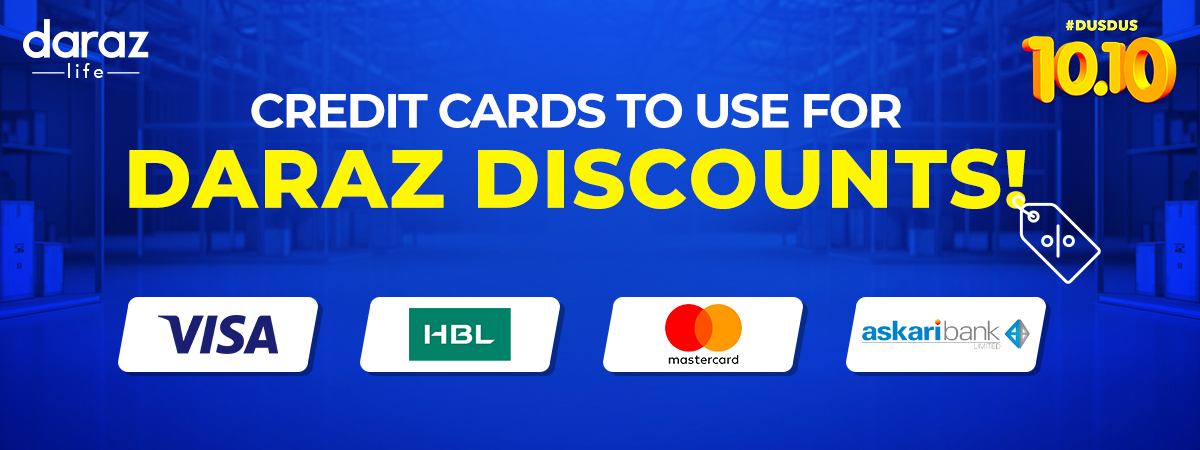 daraz
life
#DUSDUS
10.10
CREDIT CARDS TO USE FOR
DARAZ DISCOUNTS!
VISA
HBL
mastercard
askaribank
LIMITED